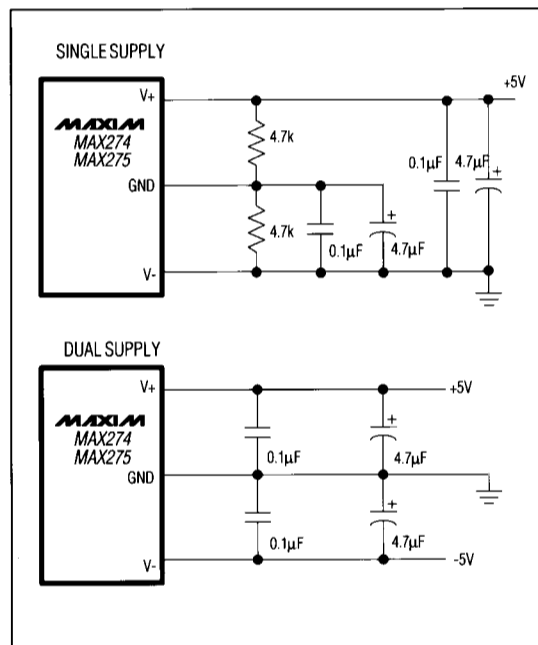 SINGLE SUPPLY
V+
+5V
MAXIM
MAX274
MAX275
4.7k
0.1µF
4.7µF
+
GND
4.7k
0.1µF
+
4.7µF
V-
DUAL SUPPLY
V+
+5V
MAXIM
MAX274
MAX275
+
0.1µF
4.7µF
GND
+
0.1µF
4.7µF
V-
-5V